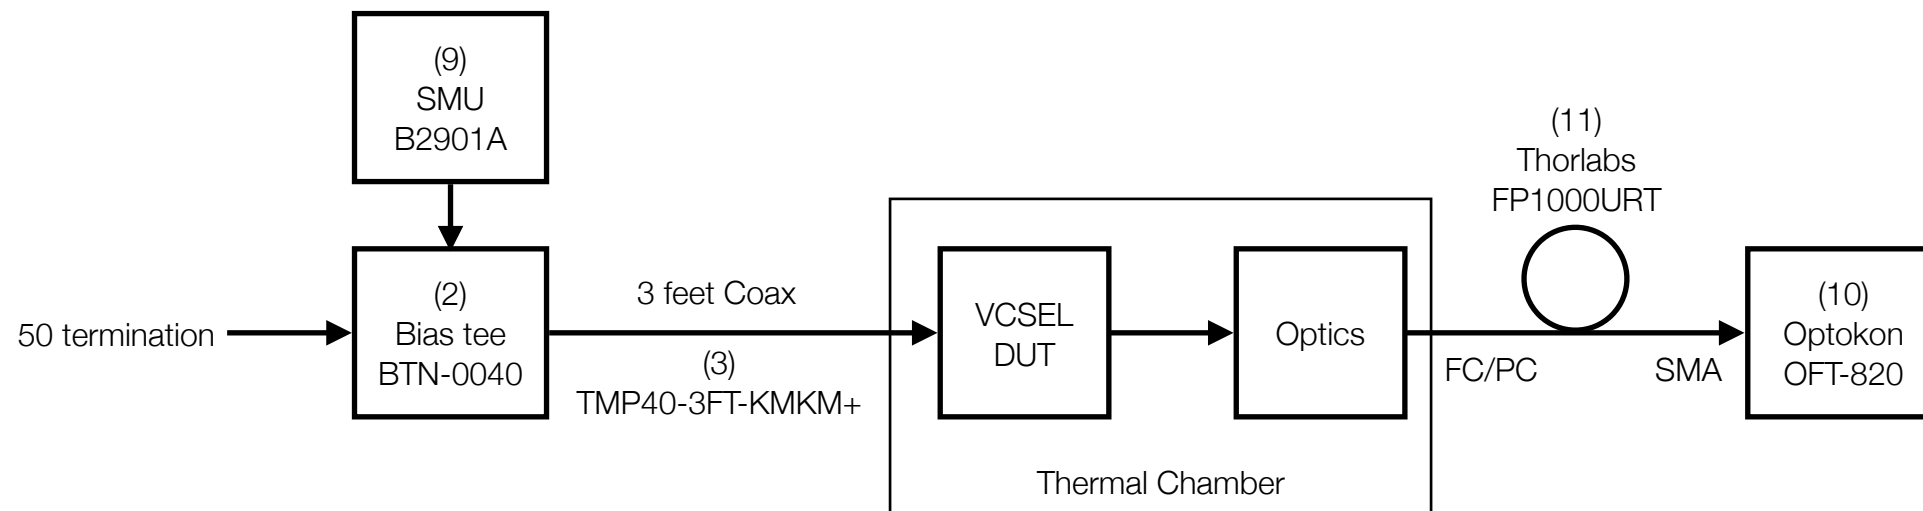 (9)
SMU
B2901A
50 termination
(2)
Bias tee
BTN-0040
3 feet Coax
(3)
TMP40-3FT-KMKM+
VCSEL
DUT
Optics
Thermal Chamber
(11)
Thorlabs
FP1000URT
FC/PC
SMA
(10)
Optokon
OFT-820